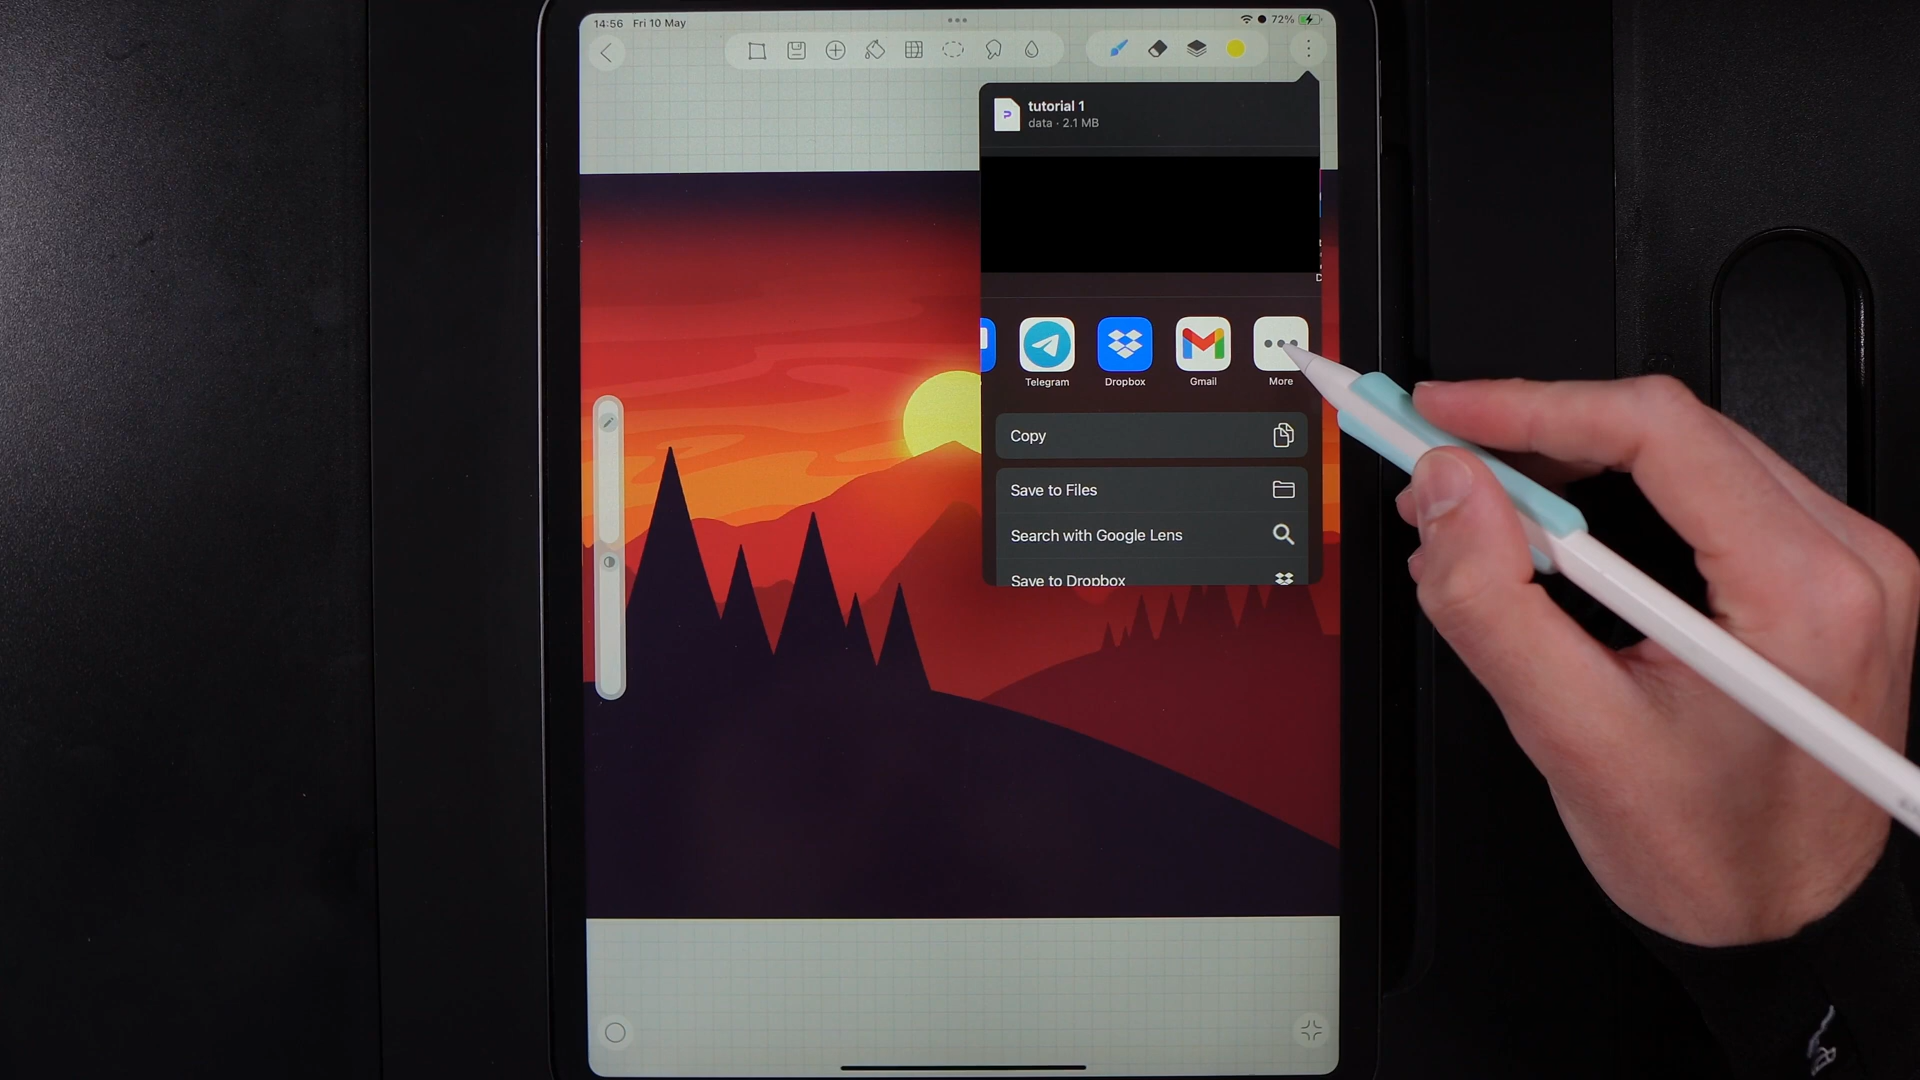 14:56 Fri 10 May
72%
tutorial 1
data · 2.1 MB
Telegram
Dropbox
Gmail
More
Copy
Save to Files
Search with Google Lens
Save to Dropbox